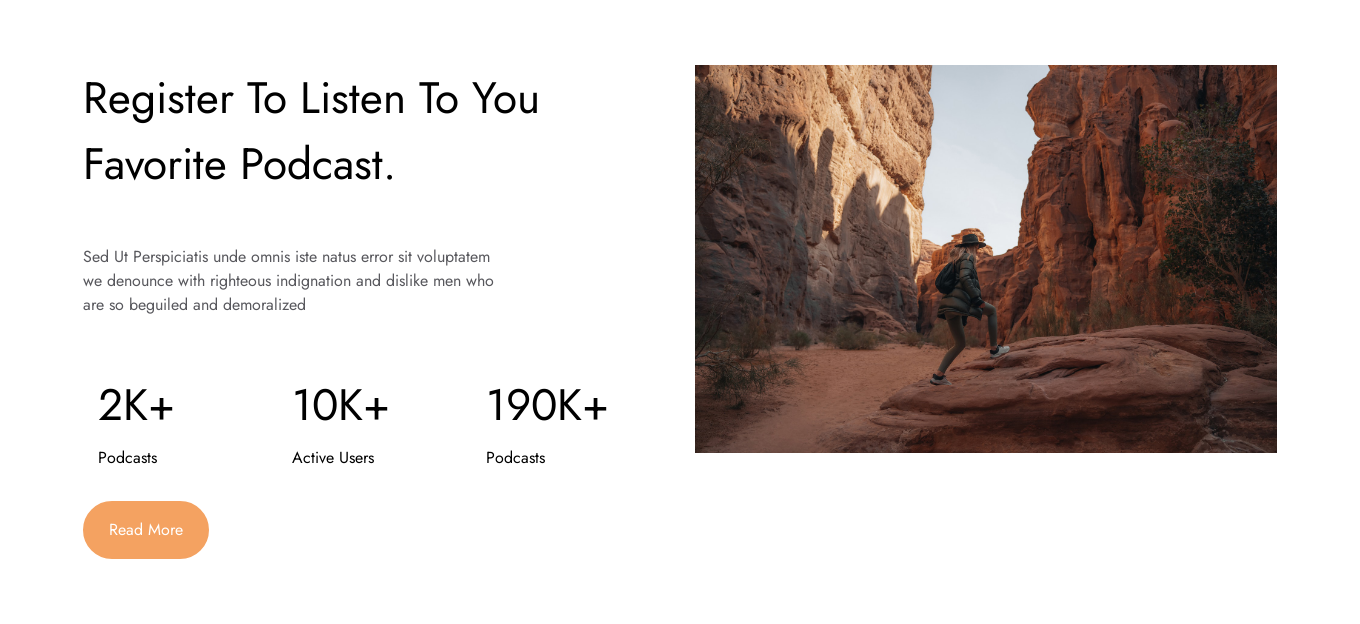 Register To Listen To You
Favorite Podcast.
Sed Ut Perspiciatis unde omnis iste natus error sit voluptatem
we denounce with righteous indignation and dislike men who
are so beguiled and demoralized
2K+
10K+
190K+
Podcasts
Active Users
Podcasts
Read More